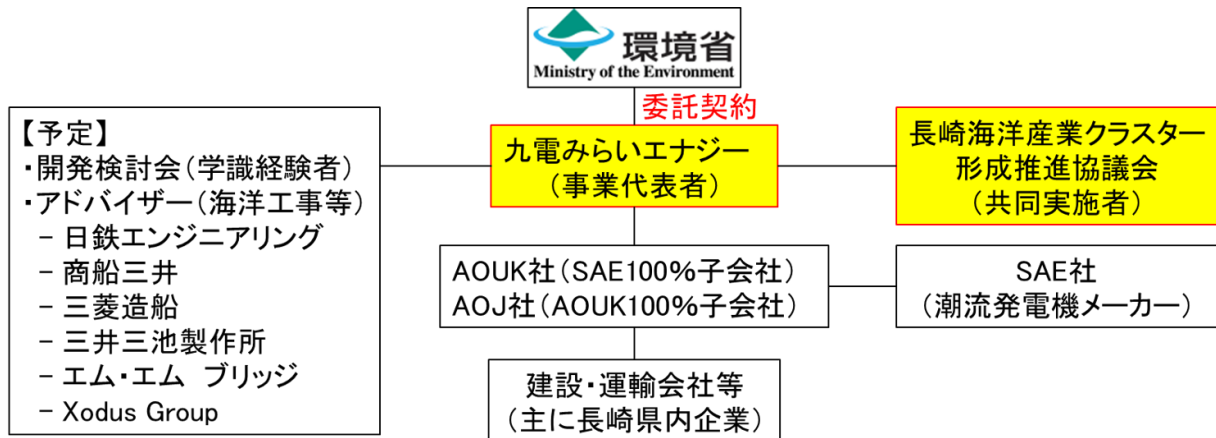 環境省
Ministry of the Environment
委託契約
【予定】
・開発検討会（学識経験者）
・アドバイザー（海洋工事等）
− 日鉄エンジニアリング
− 商船三井
− 三菱造船
− 三井三池製作所
− エム・エム ブリッジ
− Xodus Group
九電みらいエナジー
（事業代表者）
長崎海洋産業クラスター
形成推進協議会
（共同実施者）
AOUK社（SAE100%子会社）
AOJ社（AOUK100%子会社）
SAE社
（潮流発電機メーカー）
建設・運輸会社等
（主に長崎県内企業）